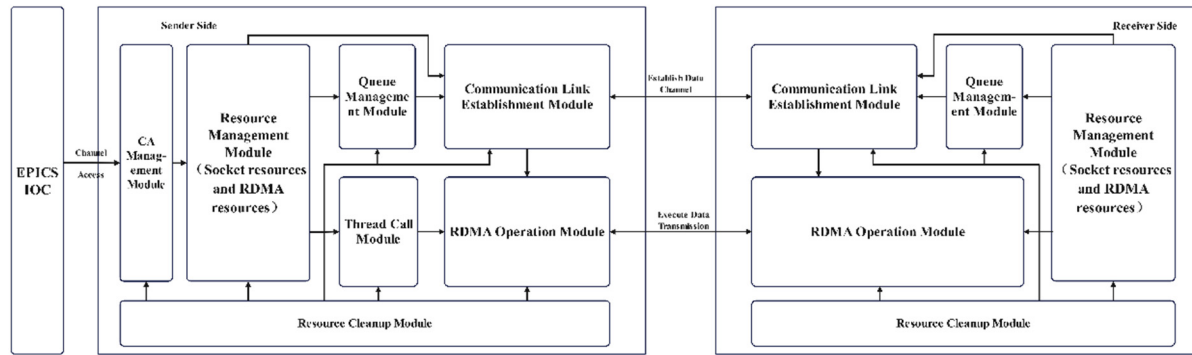 Sender Side
Receiver Side
EPICS
IOC
Channel
Access
CA
Manag-
ement
Module
Resource
Management
Module
（Socket resources
and RDMA
resources）
Queue
Manageme
nt Module
Communication Link
Establishment Module
Thread Call
Module
RDMA Operation Module
Resource Cleanup Module
Establish Data
Channel
Execute Data
Transmission
Communication Link
Establishment Module
Queue
Managem-
ent Module
Resource
Management
Module
（Socket resources
and RDMA
resources）
RDMA Operation Module
Resource Cleanup Module